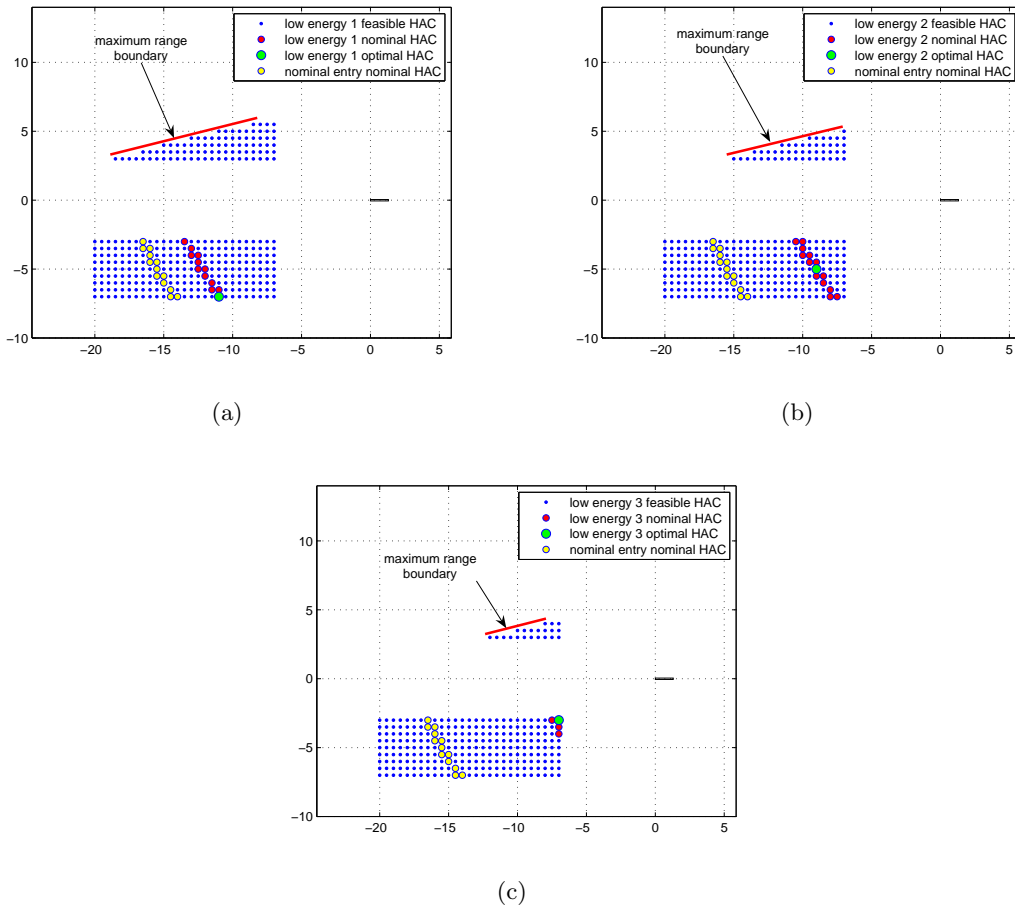 low energy 1 feasible HAC
low energy 1 nominal HAC
low energy 1 optimal HAC
nominal entry nominal HAC
maximum range
boundary
10
5
0
−5
−10
−20
−15
−10
−5
0
5
(a)
low energy 2 feasible HAC
low energy 2 nominal HAC
low energy 2 optimal HAC
nominal entry nominal HAC
maximum range
boundary
10
5
0
−5
−10
−20
−15
−10
−5
0
5
(b)
low energy 3 feasible HAC
low energy 3 nominal HAC
low energy 3 optimal HAC
nominal entry nominal HAC
maximum range
boundary
10
5
0
−5
−10
−20
−15
−10
−5
0
5
(c)